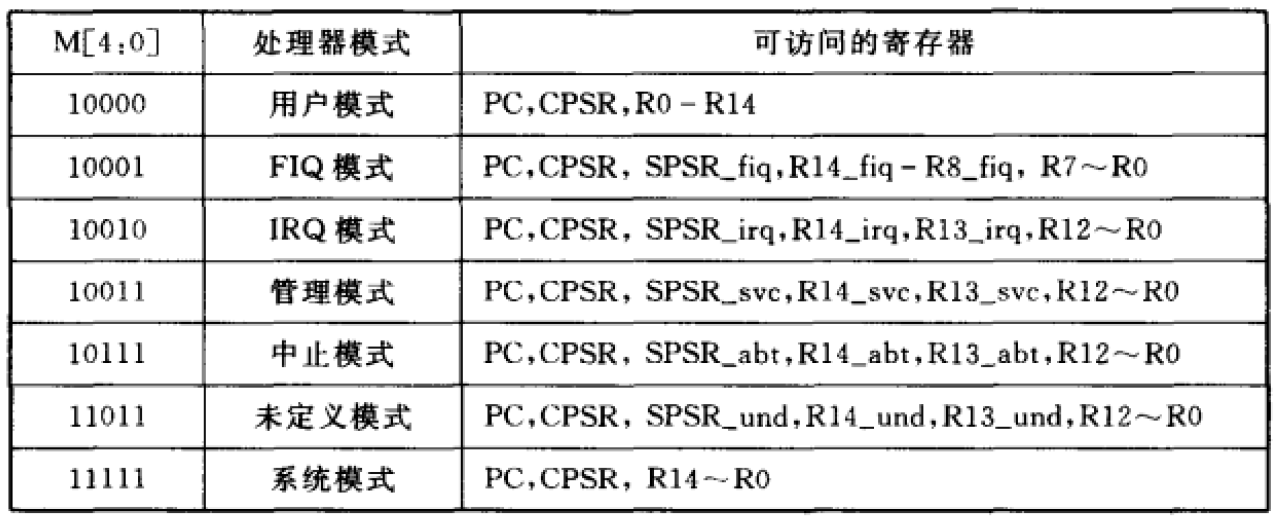 M[4:0] 处理器模式 可访问的寄存器
10000 用户模式 PC,CPSR,R0-R14
10001 FIQ 模式 PC,CPSR, SPSR_fiq,R14_fiq-R8_fiq, R7~R0
10010 IRQ 模式 PC,CPSR, SPSR_irq,R14_irq,R13_irq,R12~R0
10011 管理模式 PC,CPSR, SPSR_svc,R14_svc,R13_svc,R12~R0
10111 中止模式 PC,CPSR, SPSR_abt,R14_abt,R13_abt,R12~R0
11011 未定义模式 PC,CPSR, SPSR_und,R14_und,R13_und,R12~R0
11111 系统模式 PC,CPSR, R14~R0